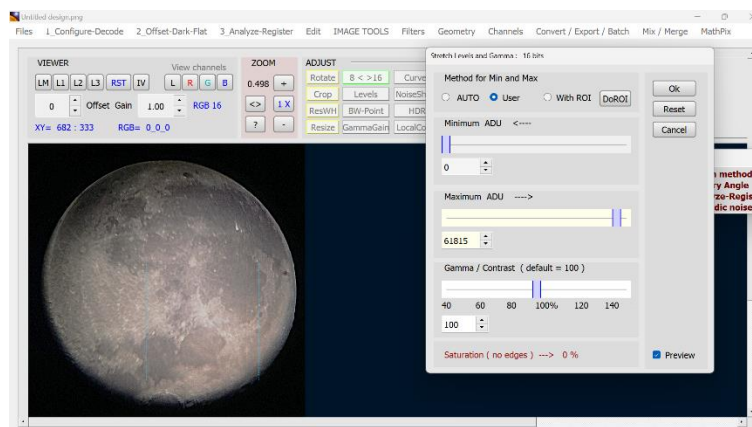 Untitled design.png
Files 1_Configure-Decode 2_Offset-Dark-Flat 3_Analyze-Register Edit IMAGE TOOLS Filters Geometry Channels Convert / Export / Batch Mix / Merge MathPix
VIEWER View channels ZOOM ADJUST
LM L1 L2 L3 RST IV L R G B 0.498 + Rotate 8 < >16 Curve
Crop Levels NoiseSh
0 Offset Gain 1.00 RGB 16 <> 1 X ResWH BW-Point HDR
XY= 682 : 333 RGB= 0_0_0 ? - Resize GammaGain LocalCo
Stretch Levels and Gamma : 16 bits
Method for Min and Max
AUTO User With ROI DoROI
Ok
Reset
Cancel
Minimum ADU <----
0
Maximum ADU ---->
61815
Gamma / Contrast ( default = 100 )
40 60 80 100% 120 140
100
Saturation ( no edges ) ---> 0 %
Preview
method
ry Angle
rze-Regis
dic noise